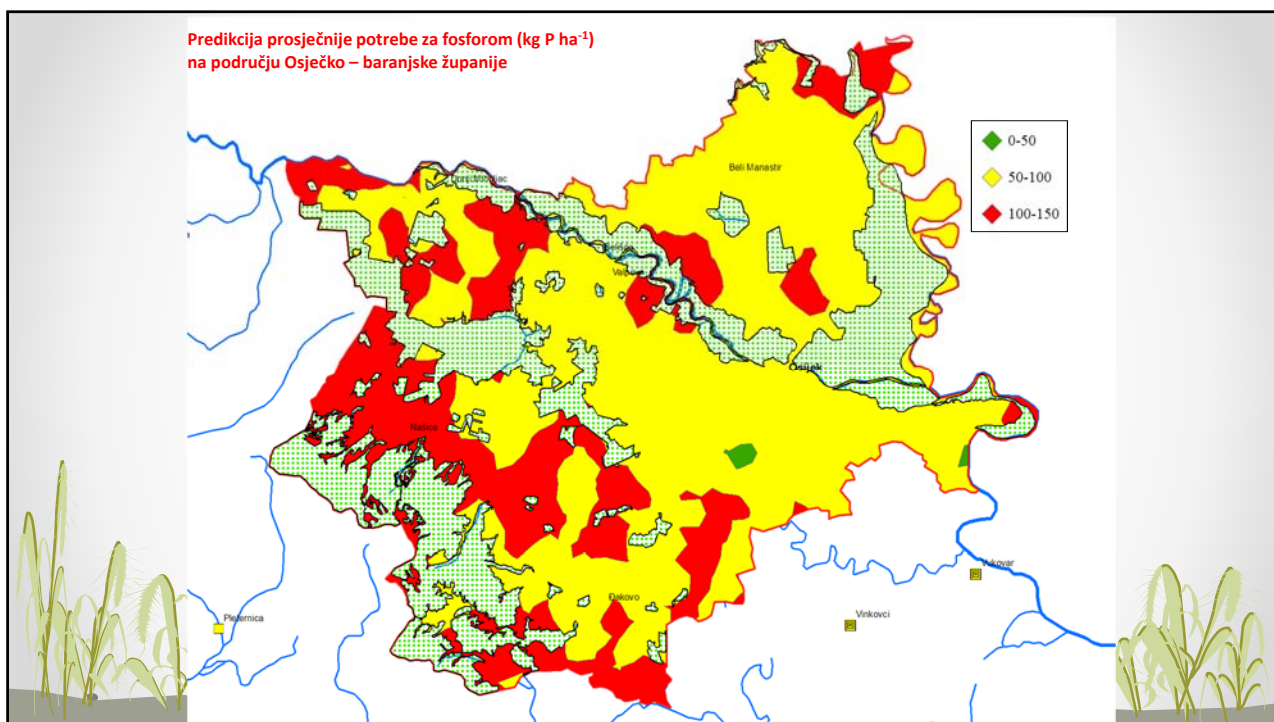 Predikcija prosječnije potrebe za fosforom (kg P ha⁻¹)
na području Osječko – baranjske županije
0-50
50-100
100-150
Beli Manastir
Osijek
Našice
Đakovo
Vukovar
Vinkovci
Pleternica